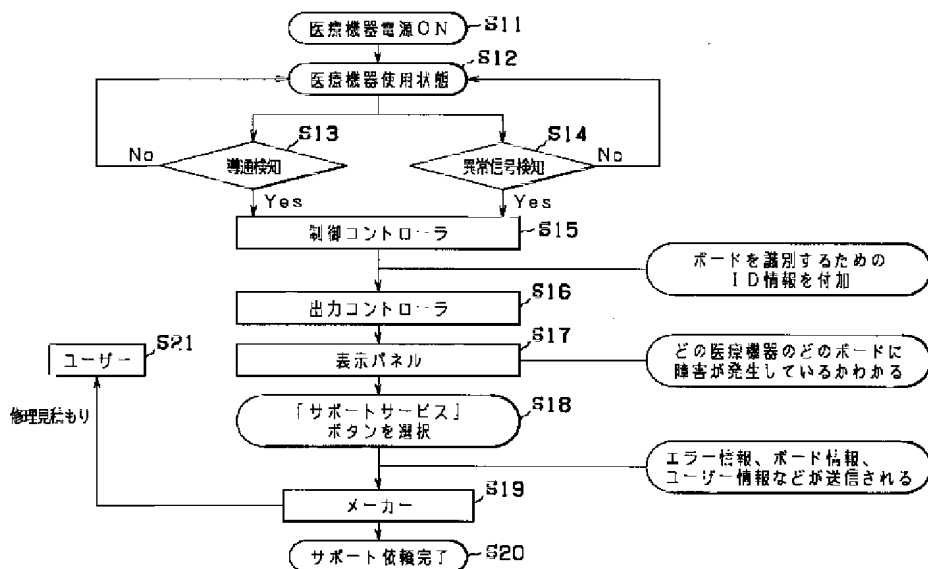 医療機器電源ON
S11
医療機器使用状態
S12
導通検知
S13
異常信号検知
S14
No
No
Yes
Yes
制御コントローラ
S15
ボードを識別するための
ID情報を付加
出力コントローラ
S16
表示パネル
S17
どの医療機器のどのボードに
障害が発生しているかわかる
ユーザー
S21
修理見積もり
「サポートサービス」
ボタンを選択
S18
エラー情報、ボード情報、
ユーザー情報などが送信される
メーカー
S19
サポート依頼完了
S20